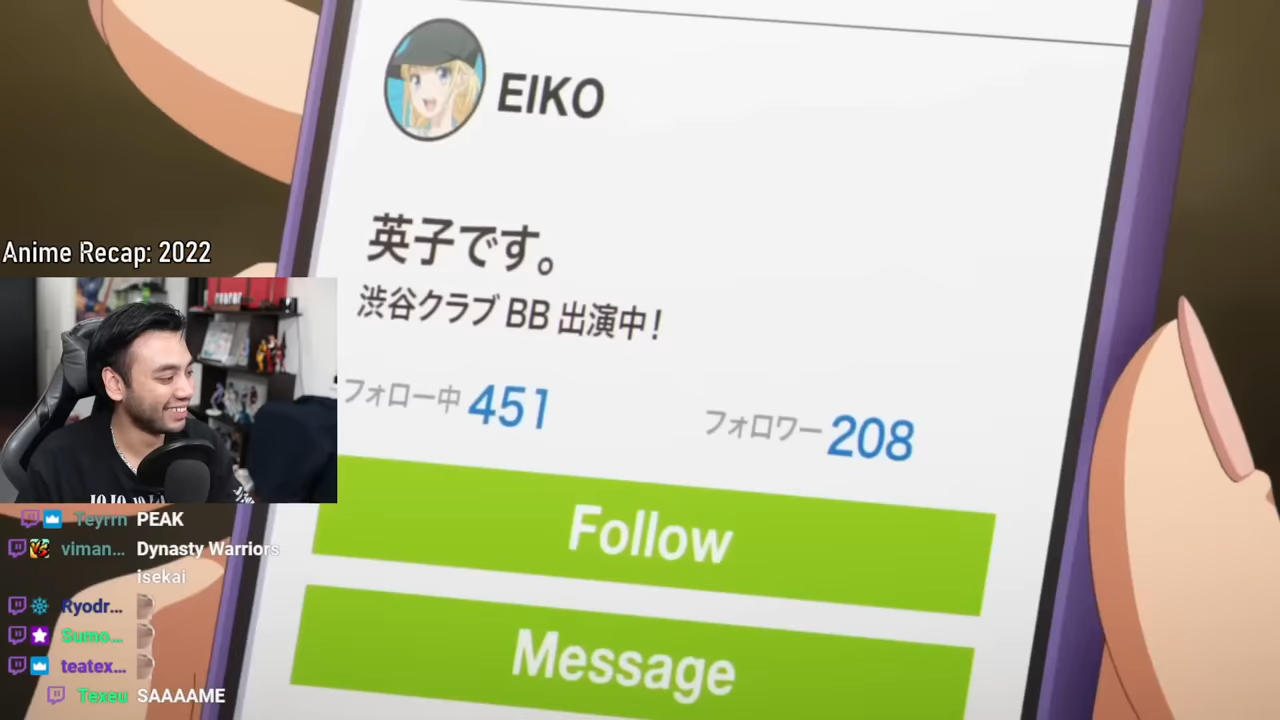 EIKO
英子です。
渋谷クラブ BB 出演中!
フォロー中 451 フォロワー 208
Follow
Message
Anime Recap: 2022
Teyrrn PEAK
viman... Dynasty Warriors
isekai
Ryodr...
Sumo...
teatex...
Texeu SAAAAME